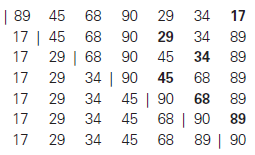 | 89 45 68 90 29 34 17
17 | 45 68 90 29 34 89
17 29 | 68 90 45 34 89
17 29 34 | 90 45 68 89
17 29 34 45 | 90 68 89
17 29 34 45 68 | 90 89
17 29 34 45 68 89 | 90